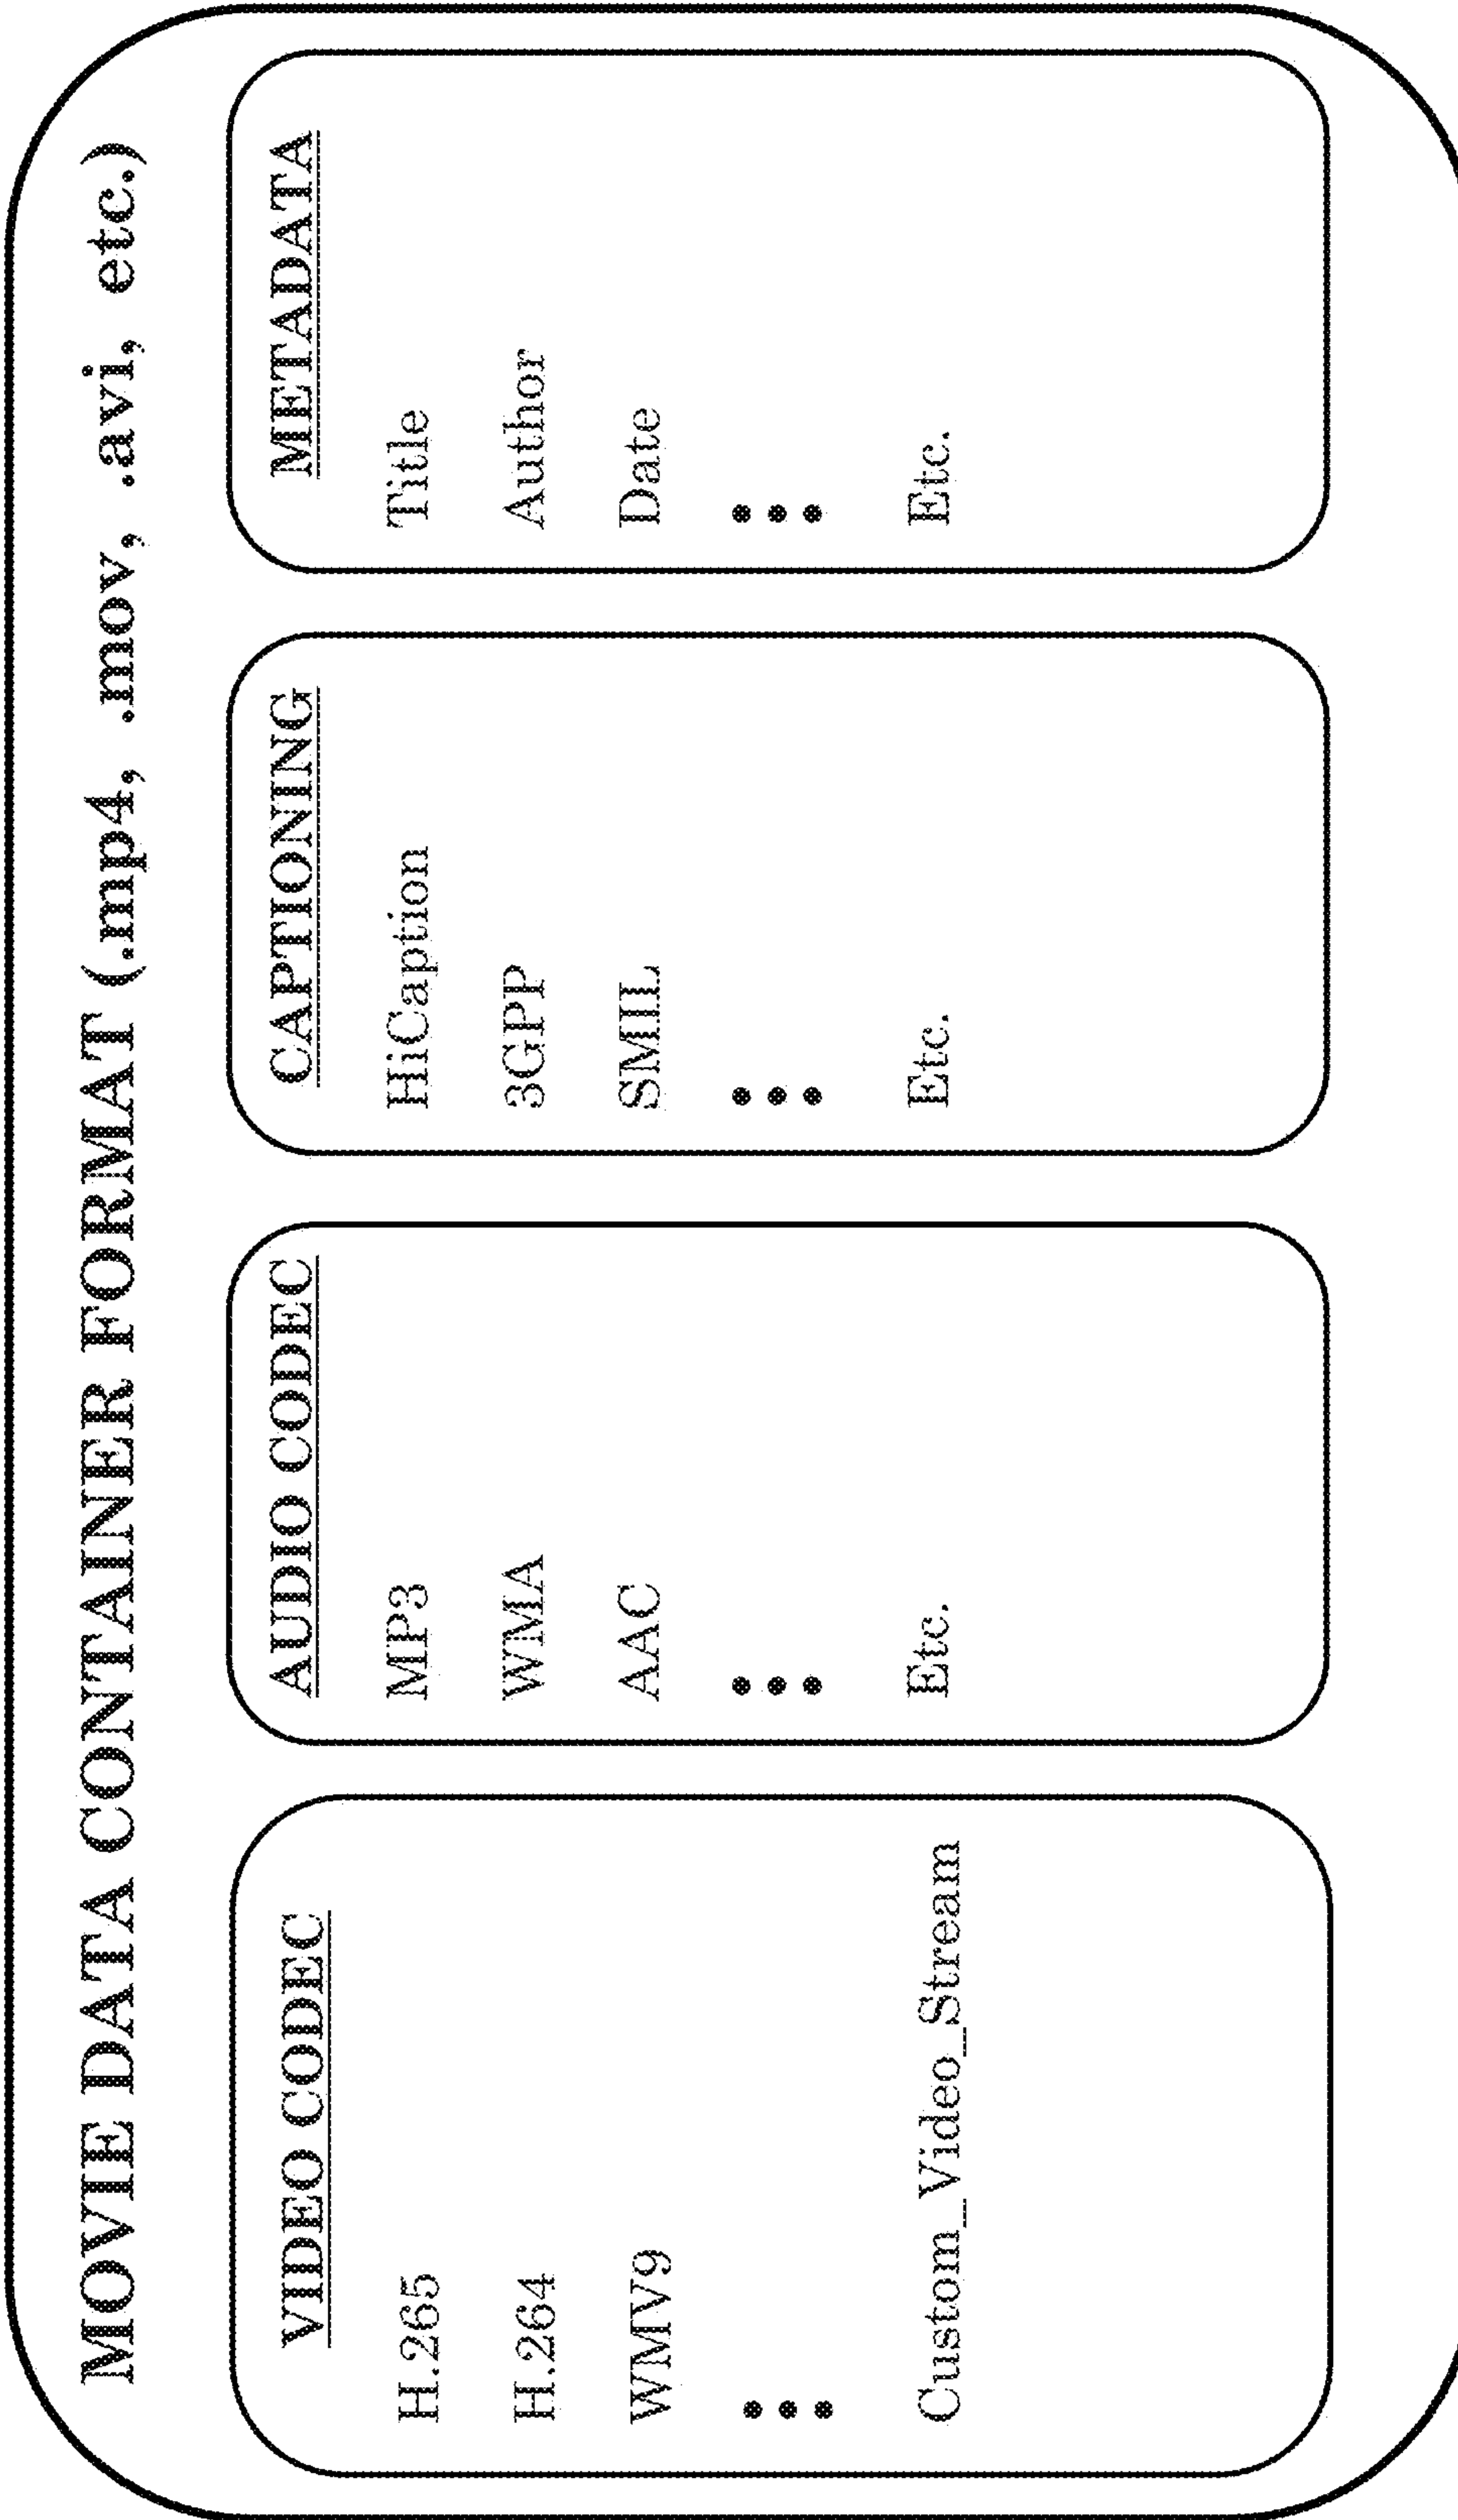 MOVIE DATA CONTAINER FORMAT (.mp4, .mov, .avi, etc.)
VIDEO CODEC
H.265
H.264
WMV9
Custom_Video_Stream
AUDIO CODEC
MP3
WMA
AAC
Etc.
CAPTIONING
HiCaption
3GPP
SMIL
Etc.
METADATA
Title
Author
Date
Etc.